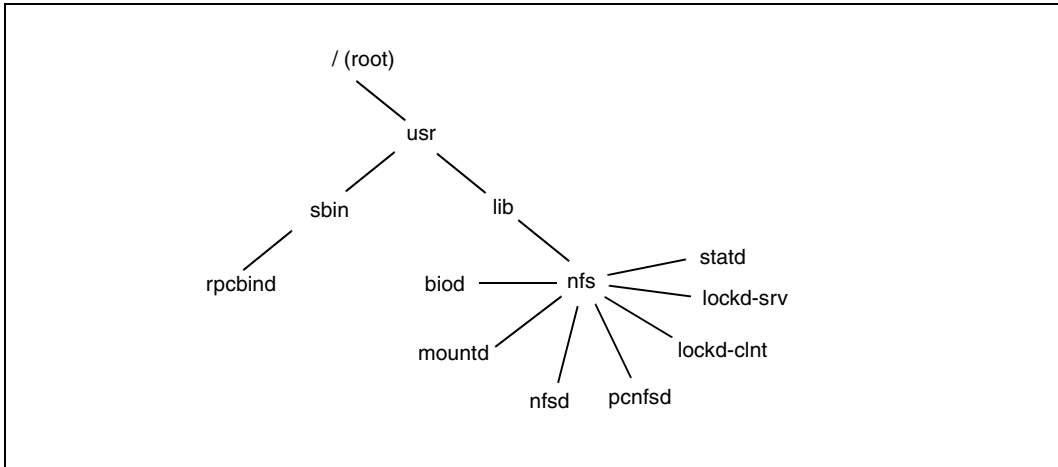 / (root)
usr
sbin
lib
rpcbind
biod
nfs
statd
lockd-srv
mountd
lockd-clnt
nfsd
pcnfsd